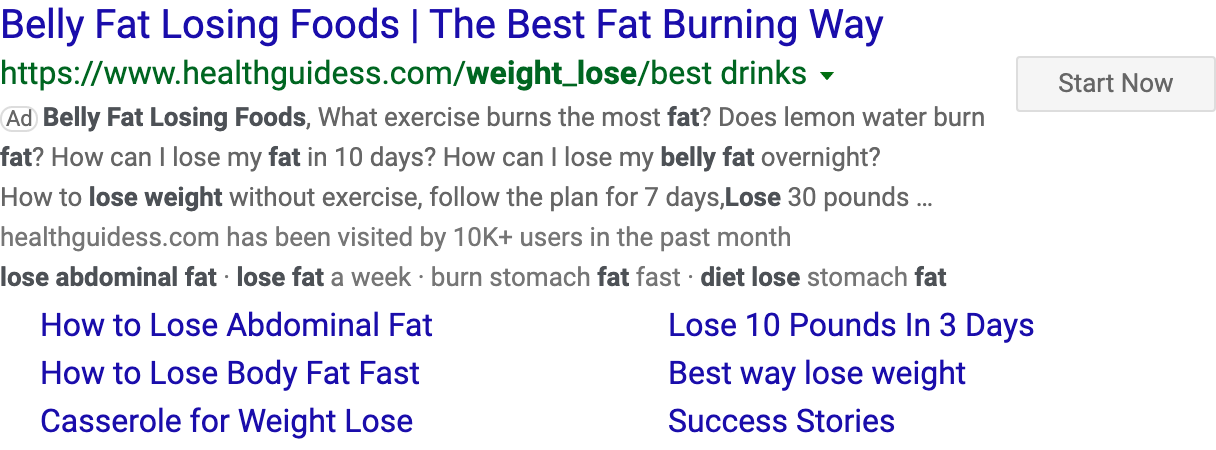 Belly Fat Losing Foods | The Best Fat Burning Way
https://www.healthguidess.com/weight_lose/best drinks
Start Now
Ad Belly Fat Losing Foods, What exercise burns the most fat? Does lemon water burn
fat? How can I lose my fat in 10 days? How can I lose my belly fat overnight?
How to lose weight without exercise, follow the plan for 7 days,Lose 30 pounds ...
healthguidess.com has been visited by 10K+ users in the past month
lose abdominal fat · lose fat a week · burn stomach fat fast · diet lose stomach fat
How to Lose Abdominal Fat
Lose 10 Pounds In 3 Days
How to Lose Body Fat Fast
Best way lose weight
Casserole for Weight Lose
Success Stories